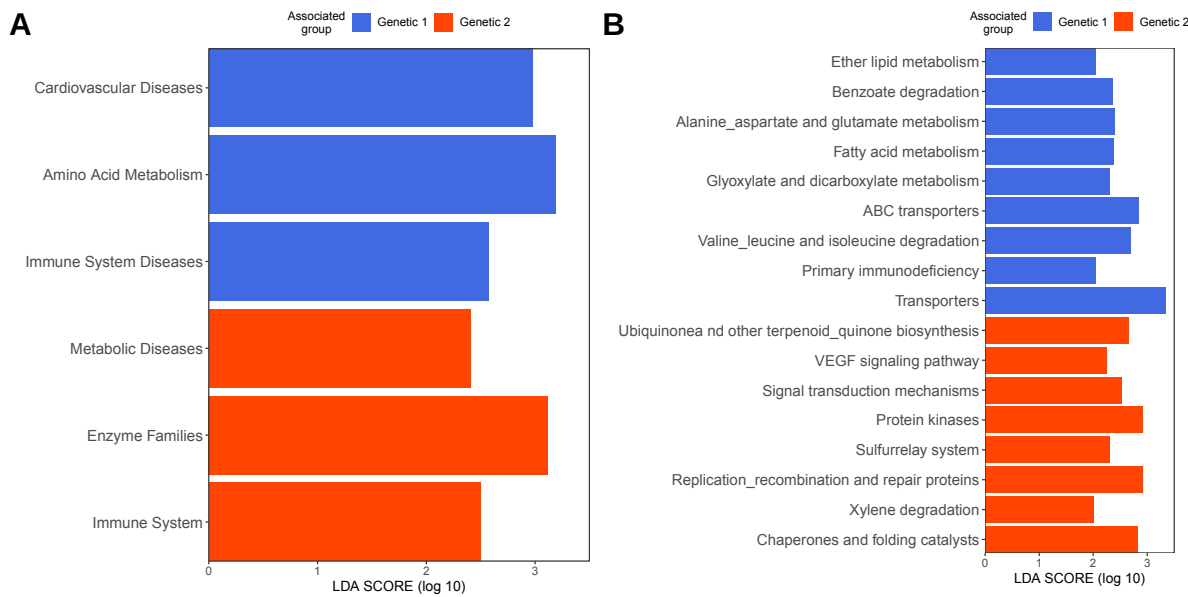 A
Associated
group
Genetic 1
Genetic 2
Cardiovascular Diseases
Amino Acid Metabolism
Immune System Diseases
Metabolic Diseases
Enzyme Families
Immune System
0
1
2
3
LDA SCORE (log 10)
B
Associated
group
Genetic 1
Genetic 2
Ether lipid metabolism
Benzoate degradation
Alanine_aspartate and glutamate metabolism
Fatty acid metabolism
Glyoxylate and dicarboxylate metabolism
ABC transporters
Valine_leucine and isoleucine degradation
Primary immunodeficiency
Transporters
Ubiquinonea nd other terpenoid_quinone biosynthesis
VEGF signaling pathway
Signal transduction mechanisms
Protein kinases
Sulfurrelay system
Replication_recombination and repair proteins
Xylene degradation
Chaperones and folding catalysts
0
1
2
3
LDA SCORE (log 10)